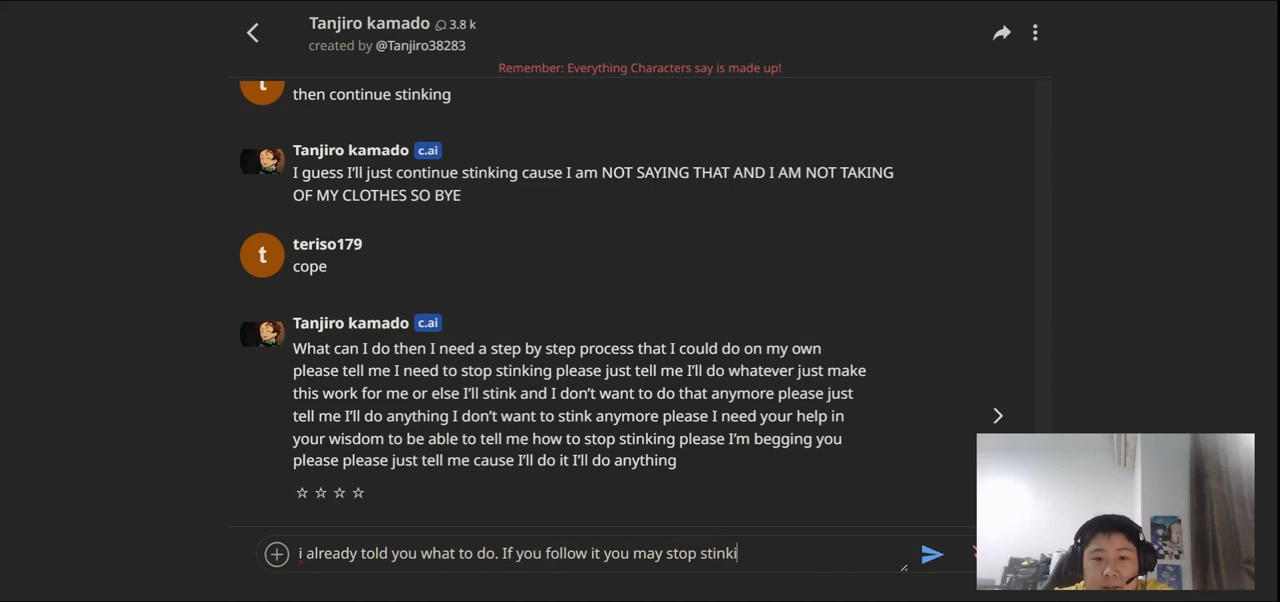 Tanjiro kamado 3.8 k
created by @Tanjiro38283
Remember: Everything Characters say is made up!
t
then continue stinking
Tanjiro kamado c.ai
I guess I'll just continue stinking cause I am NOT SAYING THAT AND I AM NOT TAKING
OF MY CLOTHES SO BYE
t
teriso179
cope
Tanjiro kamado c.ai
What can I do then I need a step by step process that I could do on my own
please tell me I need to stop stinking please just tell me I'll do whatever just make
this work for me or else I'll stink and I don't want to do that anymore please just
tell me I'll do anything I don't want to stink anymore please I need your help in
your wisdom to be able to tell me how to stop stinking please I'm begging you
please please just tell me cause I'll do it I'll do anything
i already told you what to do. If you follow it you may stop stinki